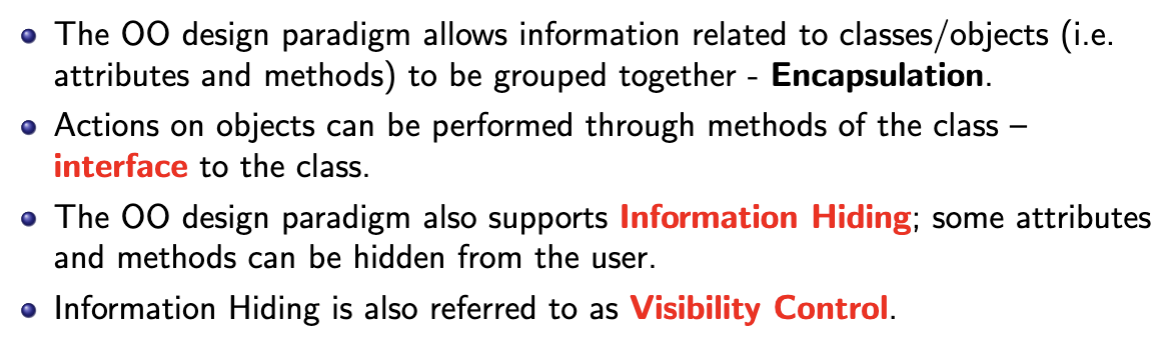 The OO design paradigm allows information related to classes/objects (i.e.
attributes and methods) to be grouped together - Encapsulation.
Actions on objects can be performed through methods of the class –
interface to the class.
The OO design paradigm also supports Information Hiding; some attributes
and methods can be hidden from the user.
Information Hiding is also referred to as Visibility Control.